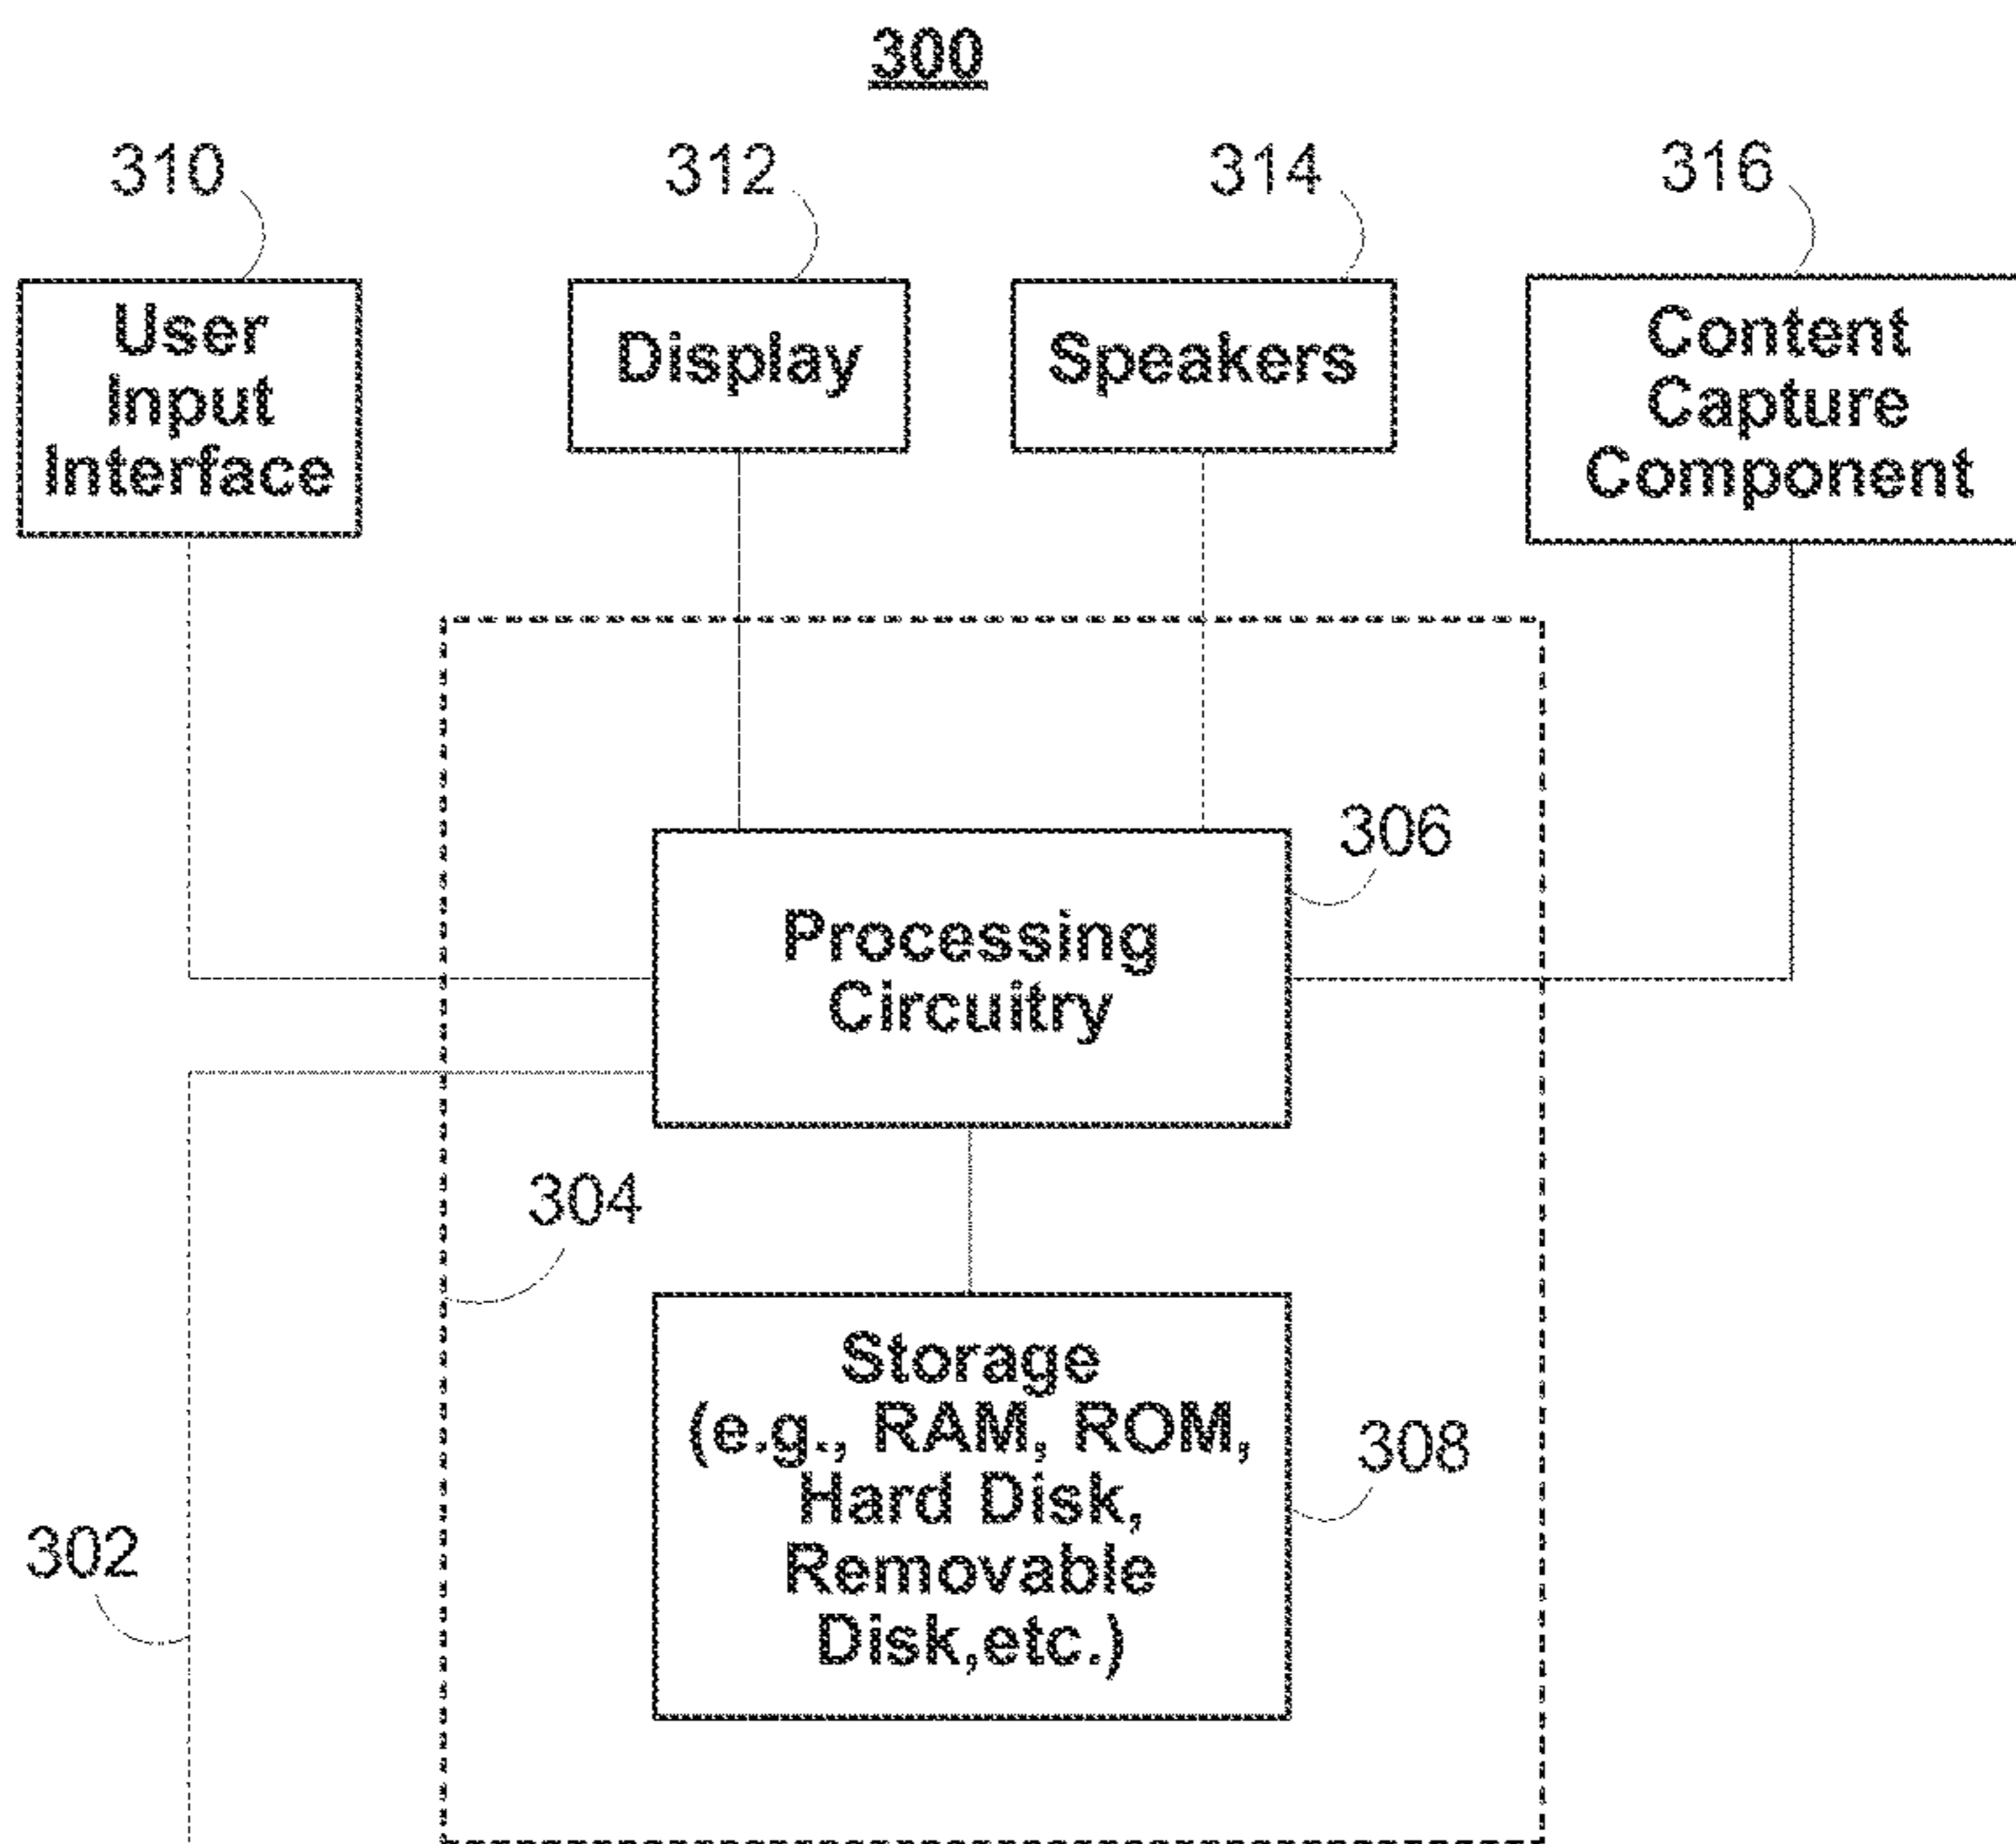 300
310
312
314
316
User
Input
Interface
Display
Speakers
Content
Capture
Component
306
Processing
Circuitry
304
Storage
(e.g., RAM, ROM,
Hard Disk,
Removable
Disk,etc.)
308
302